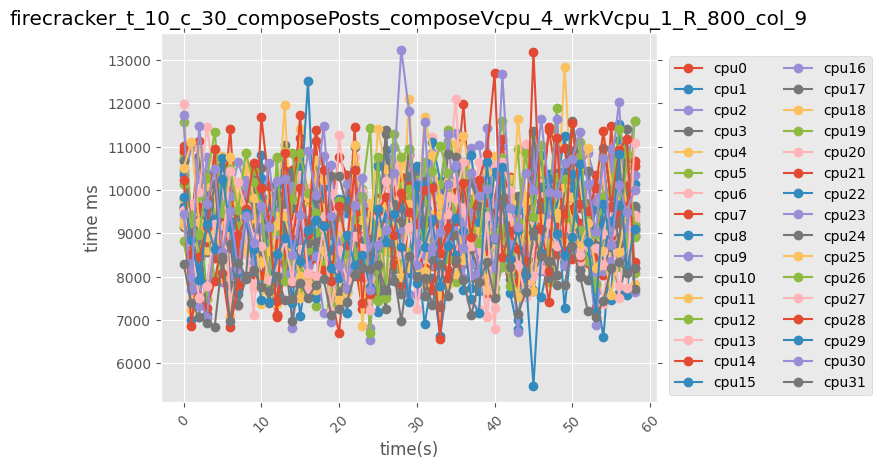 firecracker_t_10_c_30_composePosts_composeVcpu_4_wrkVcpu_1_R_800_col_9
13000
12000
11000
10000
9000
8000
7000
6000
time ms
0 10 20 30 40 50 60
time(s)
cpu0 cpu16
cpu1 cpu17
cpu2 cpu18
cpu3 cpu19
cpu4 cpu20
cpu5 cpu21
cpu6 cpu22
cpu7 cpu23
cpu8 cpu24
cpu9 cpu25
cpu10 cpu26
cpu11 cpu27
cpu12 cpu28
cpu13 cpu29
cpu14 cpu30
cpu15 cpu31